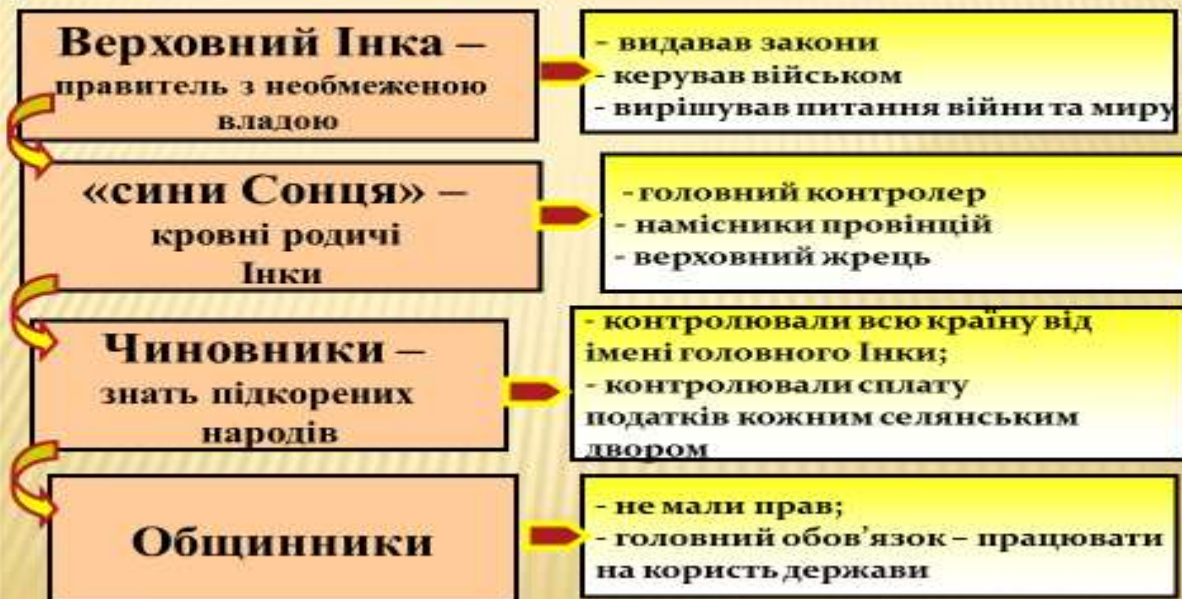 Верховний Інка –
правитель з необмеженою
владою
- видавав закони
- керував військом
- вирішував питання війни та миру
«сини Сонця» –
кровні родичі
Інки
- головний контролер
- намісники провінцій
- верховний жрець
Чиновники –
знать підкорених
народів
- контролювали всю країну від
імені головного Інки;
- контролювали сплату
податків кожним селянським
двором
Общинники
- не мали прав;
- головний обов’язок – працювати
на користь держави